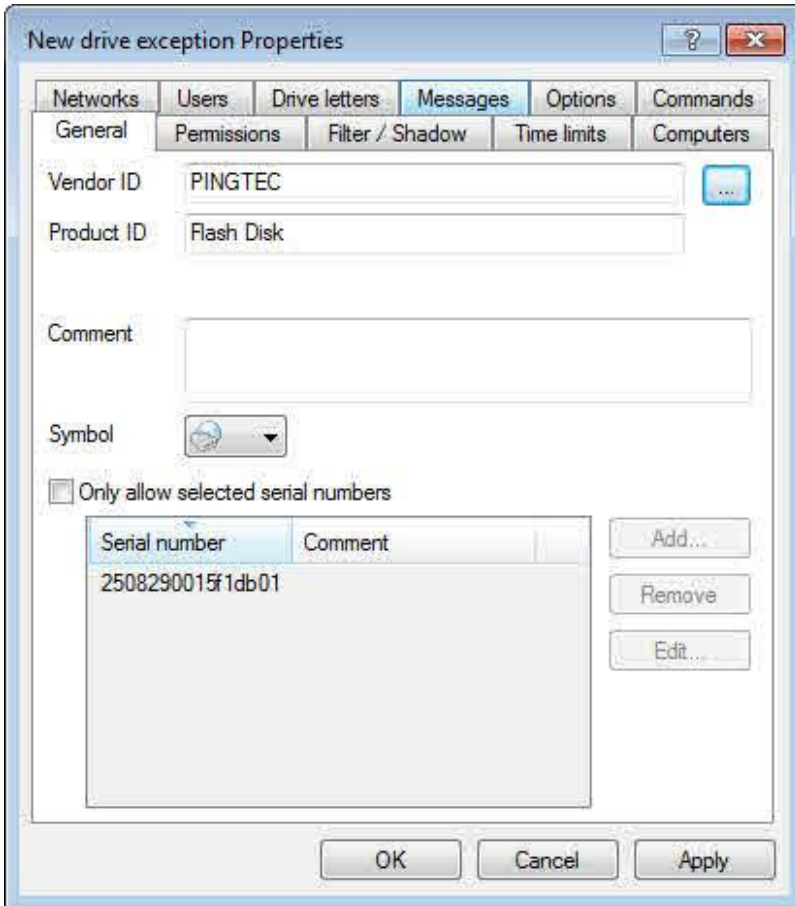 New drive exception Properties
Networks Users Drive letters Messages Options Commands
General Permissions Filter / Shadow Time limits Computers
Vendor ID PINGTEC ...
Product ID Flash Disk
Comment
Symbol
Only allow selected serial numbers
Serial number Comment Add...
2508290015f1db01 Remove
Edit...
OK Cancel Apply